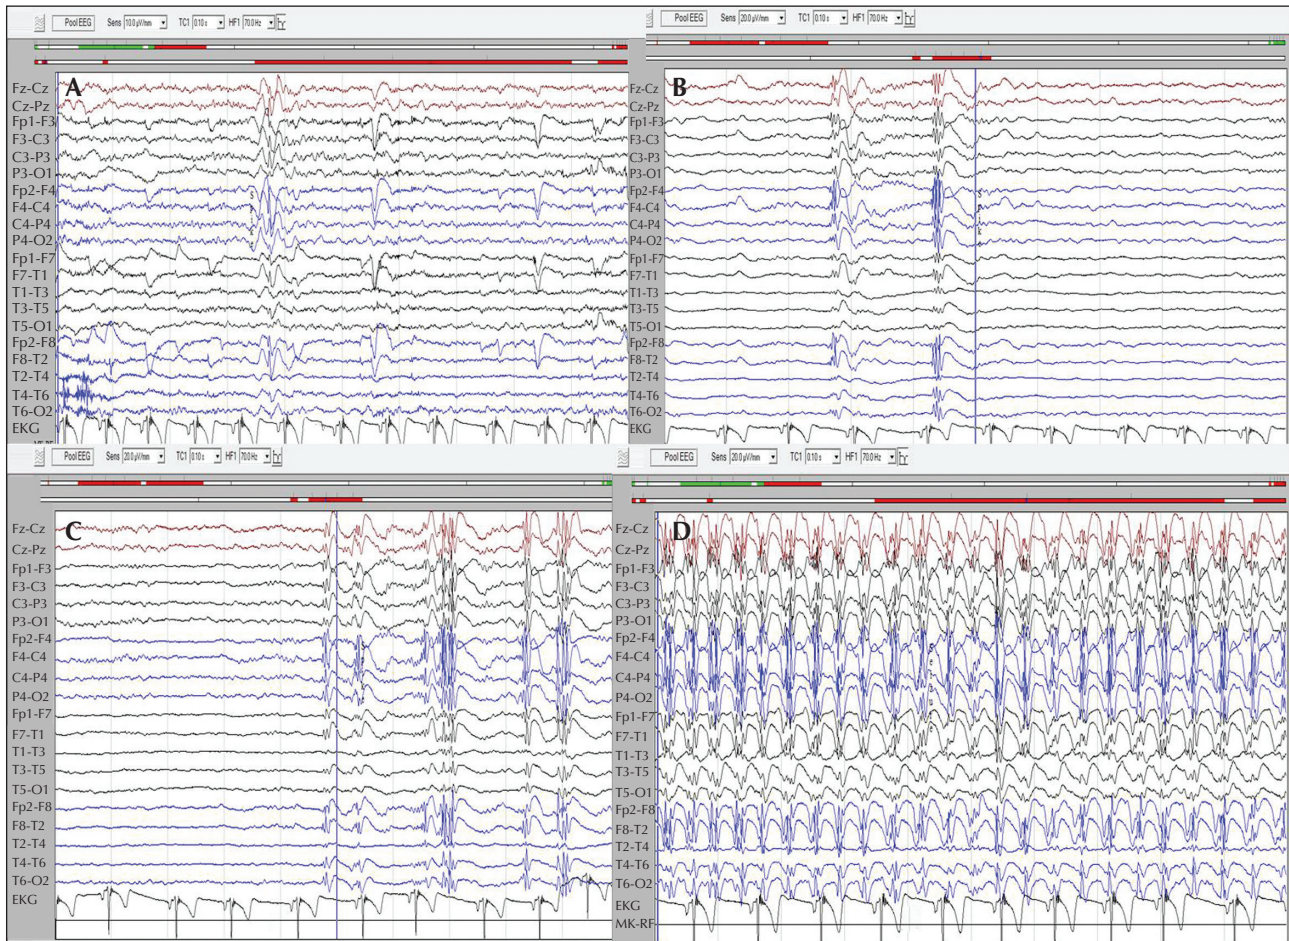 Pool EEG Sens 10.0 µV/mm TC1 0.10 s HF1 70.0 Hz
A
Fz-Cz
Cz-Pz
Fp1-F3
F3-C3
C3-P3
P3-O1
Fp2-F4
F4-C4
C4-P4
P4-O2
Fp1-F7
F7-T1
T1-T3
T3-T5
T5-O1
Fp2-F8
F8-T2
T2-T4
T4-T6
T6-O2
EKG
Pool EEG Sens 20.0 µV/mm TC1 0.10 s HF1 70.0 Hz
B
Fz-Cz
Cz-Pz
Fp1-F3
F3-C3
C3-P3
P3-O1
Fp2-F4
F4-C4
C4-P4
P4-O2
Fp1-F7
F7-T1
T1-T3
T3-T5
T5-O1
Fp2-F8
F8-T2
T2-T4
T4-T6
T6-O2
EKG
Pool EEG Sens 20.0 µV/mm TC1 0.10 s HF1 70.0 Hz
C
Fz-Cz
Cz-Pz
Fp1-F3
F3-C3
C3-P3
P3-O1
Fp2-F4
F4-C4
C4-P4
P4-O2
Fp1-F7
F7-T1
T1-T3
T3-T5
T5-O1
Fp2-F8
F8-T2
T2-T4
T4-T6
T6-O2
EKG
Pool EEG Sens 20.0 µV/mm TC1 0.10 s HF1 70.0 Hz
D
Fz-Cz
Cz-Pz
Fp1-F3
F3-C3
C3-P3
P3-O1
Fp2-F4
F4-C4
C4-P4
P4-O2
Fp1-F7
F7-T1
T1-T3
T3-T5
T5-O1
Fp2-F8
F8-T2
T2-T4
T4-T6
T6-O2
EKG
MK-RF